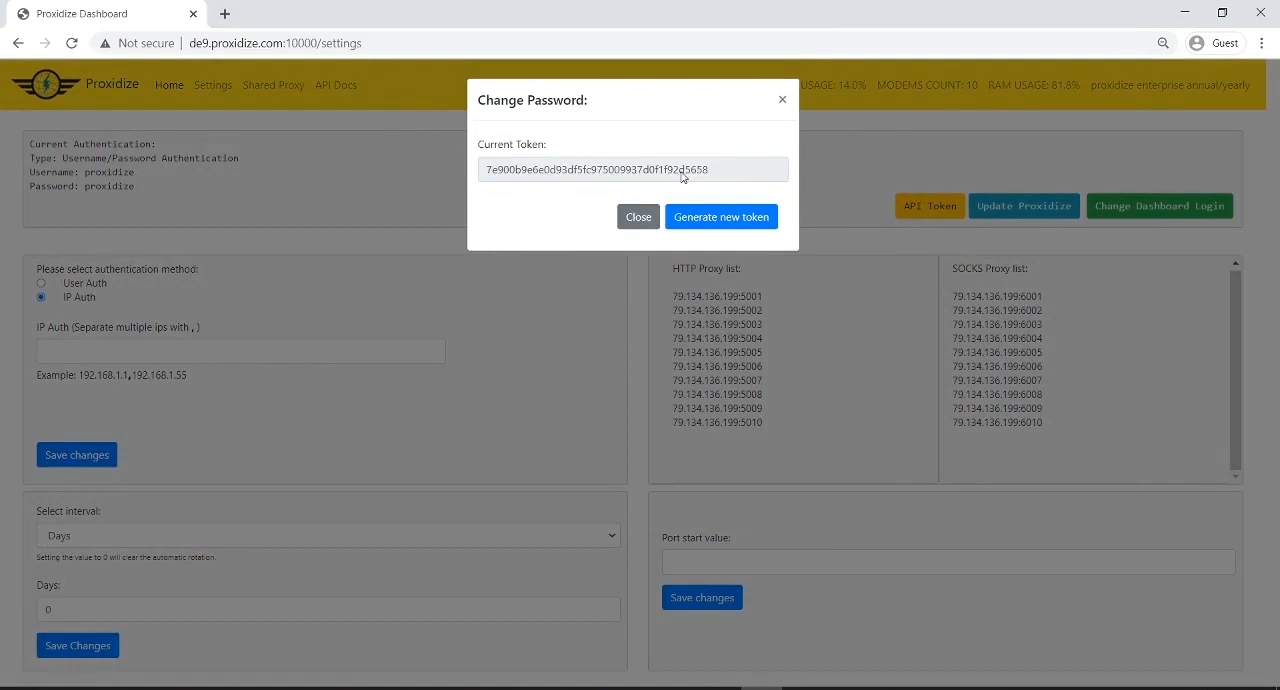 Proxidize Dashboard
Not secure | de9.proxidize.com:10000/settings
Guest
Proxidize Home Settings Shared Proxy API Docs
USAGE: 14.0% MODEMS COUNT: 10 RAM USAGE: 81.8% proxidize enterprise annual/yearly
Change Password:
Current Token:
7e900b9e6e0d93df5fc975009937d0f1f92d5658
Close Generate new token
Current Authentication:
Type: Username/Password Authentication
Username: proxidize
Password: proxidize
API Token Update Proxidize Change Dashboard Login
Please select authentication method:
User Auth
IP Auth
IP Auth (Separate multiple ips with , )
Example: 192.168.1.1,192.168.1.55
Save changes
HTTP Proxy list:
79.134.136.199:5001
79.134.136.199:5002
79.134.136.199:5003
79.134.136.199:5004
79.134.136.199:5005
79.134.136.199:5006
79.134.136.199:5007
79.134.136.199:5008
79.134.136.199:5009
79.134.136.199:5010
SOCKS Proxy list:
79.134.136.199:6001
79.134.136.199:6002
79.134.136.199:6003
79.134.136.199:6004
79.134.136.199:6005
79.134.136.199:6006
79.134.136.199:6007
79.134.136.199:6008
79.134.136.199:6009
79.134.136.199:6010
Select interval:
Days
Setting the value to 0 will clear the automatic rotation.
Days:
0
Save Changes
Port start value:
Save changes